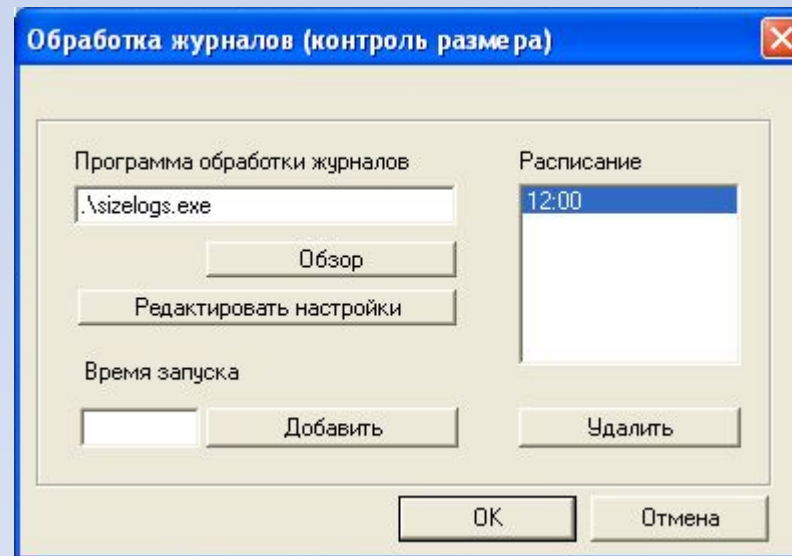 Обработка журналов (контроль размера)
Программа обработки журналов
.\sizelogs.exe
Обзор
Редактировать настройки
Время запуска
Добавить
Расписание
12:00
Удалить
OK
Отмена